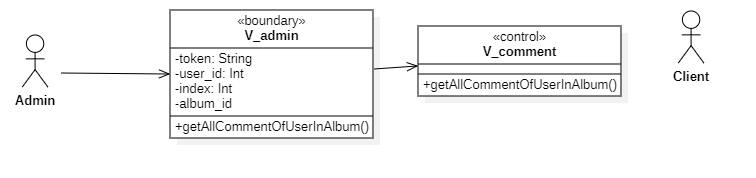 Admin
«boundary»
V_admin
-token: String
-user_id: Int
-index: Int
-album_id
+getAllCommentOfUserInAlbum()
«control»
V_comment
+getAllCommentOfUserInAlbum()
Client